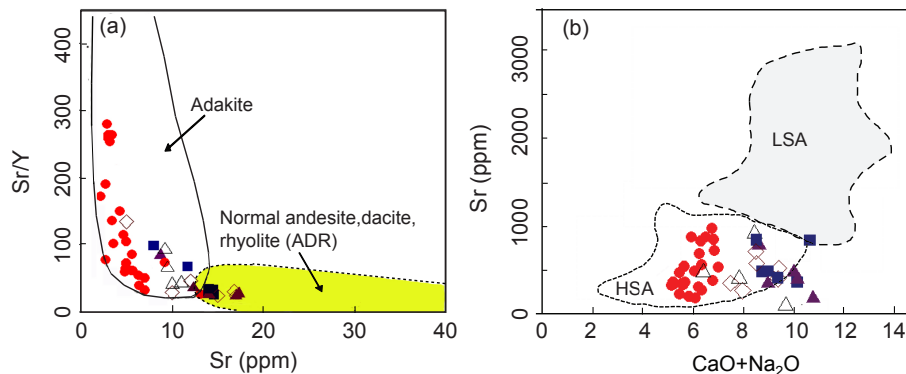 (a)
400
300
200
100
0
Sr/Y
Adakite
Normal andesite,dacite,
rhyolite (ADR)
0
10
20
30
40
Sr (ppm)
(b)
3000
2000
1000
0
Sr (ppm)
LSA
HSA
0
2
4
6
8
10
12
14
CaO+Na₂O